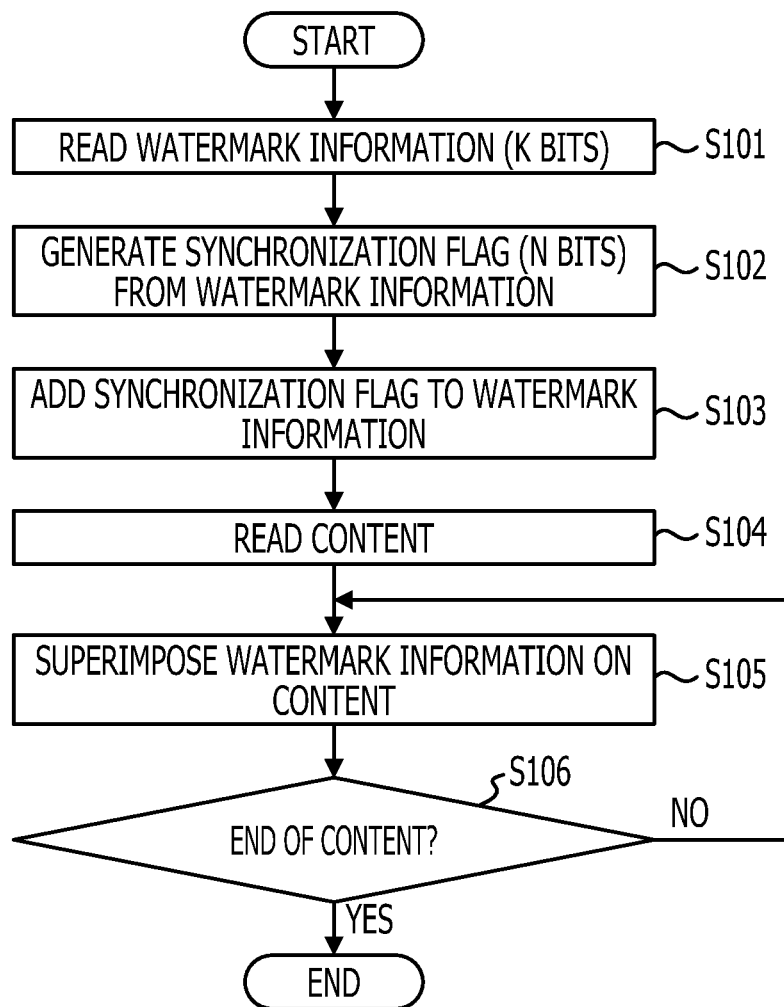 START
READ WATERMARK INFORMATION (K BITS)
S101
GENERATE SYNCHRONIZATION FLAG (N BITS)
FROM WATERMARK INFORMATION
S102
ADD SYNCHRONIZATION FLAG TO WATERMARK
INFORMATION
S103
READ CONTENT
S104
SUPERIMPOSE WATERMARK INFORMATION ON
CONTENT
S105
S106
END OF CONTENT?
NO
YES
END